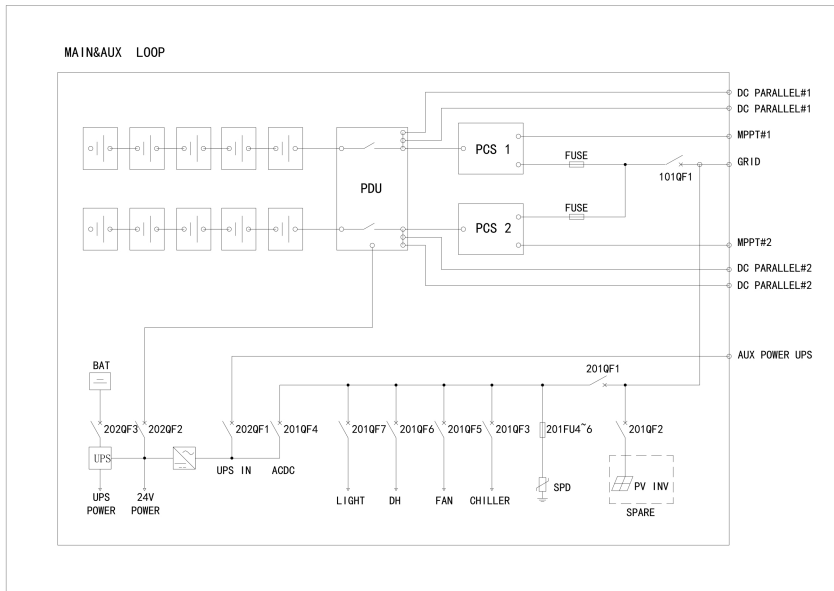 MAIN&AUX LOOP
DC PARALLEL#1
DC PARALLEL#1
MPPT#1
PCS 1
FUSE
GRID
101QF1
PDU
FUSE
PCS 2
MPPT#2
DC PARALLEL#2
DC PARALLEL#2
AUX POWER UPS
BAT
201QF1
202QF3
202QF2
202QF1
201QF4
201QF7
201QF6
201QF5
201QF3
201FU4~6
201QF2
UPS
UPS IN
ACDC
SPD
PV INV
UPS POWER
24V POWER
LIGHT
DH
FAN
CHILLER
SPARE